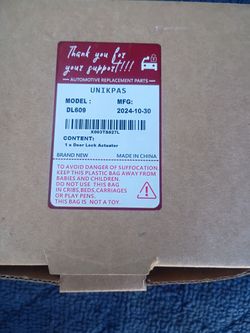 Thank you for
your support!!!
AUTOMOTIVE REPLACEMENT PARTS
UNIKPAS
MODEL : MFG:
DL609 2024-10-30
X003TSA27L
CONTENT:
1 x Door Lock Actuator
BRAND NEW MADE IN CHINA
TO AVOID DANGER OF SUFFOCATION,
KEEP THIS PLASTIC BAG AWAY FROM
BABIES AND CHILDREN.
DO NOT USE THIS BAG
IN CRIBS,BEDS,CARRIAGES
OR PLAY PENS.
THIS BAG IS NOT A TOY.